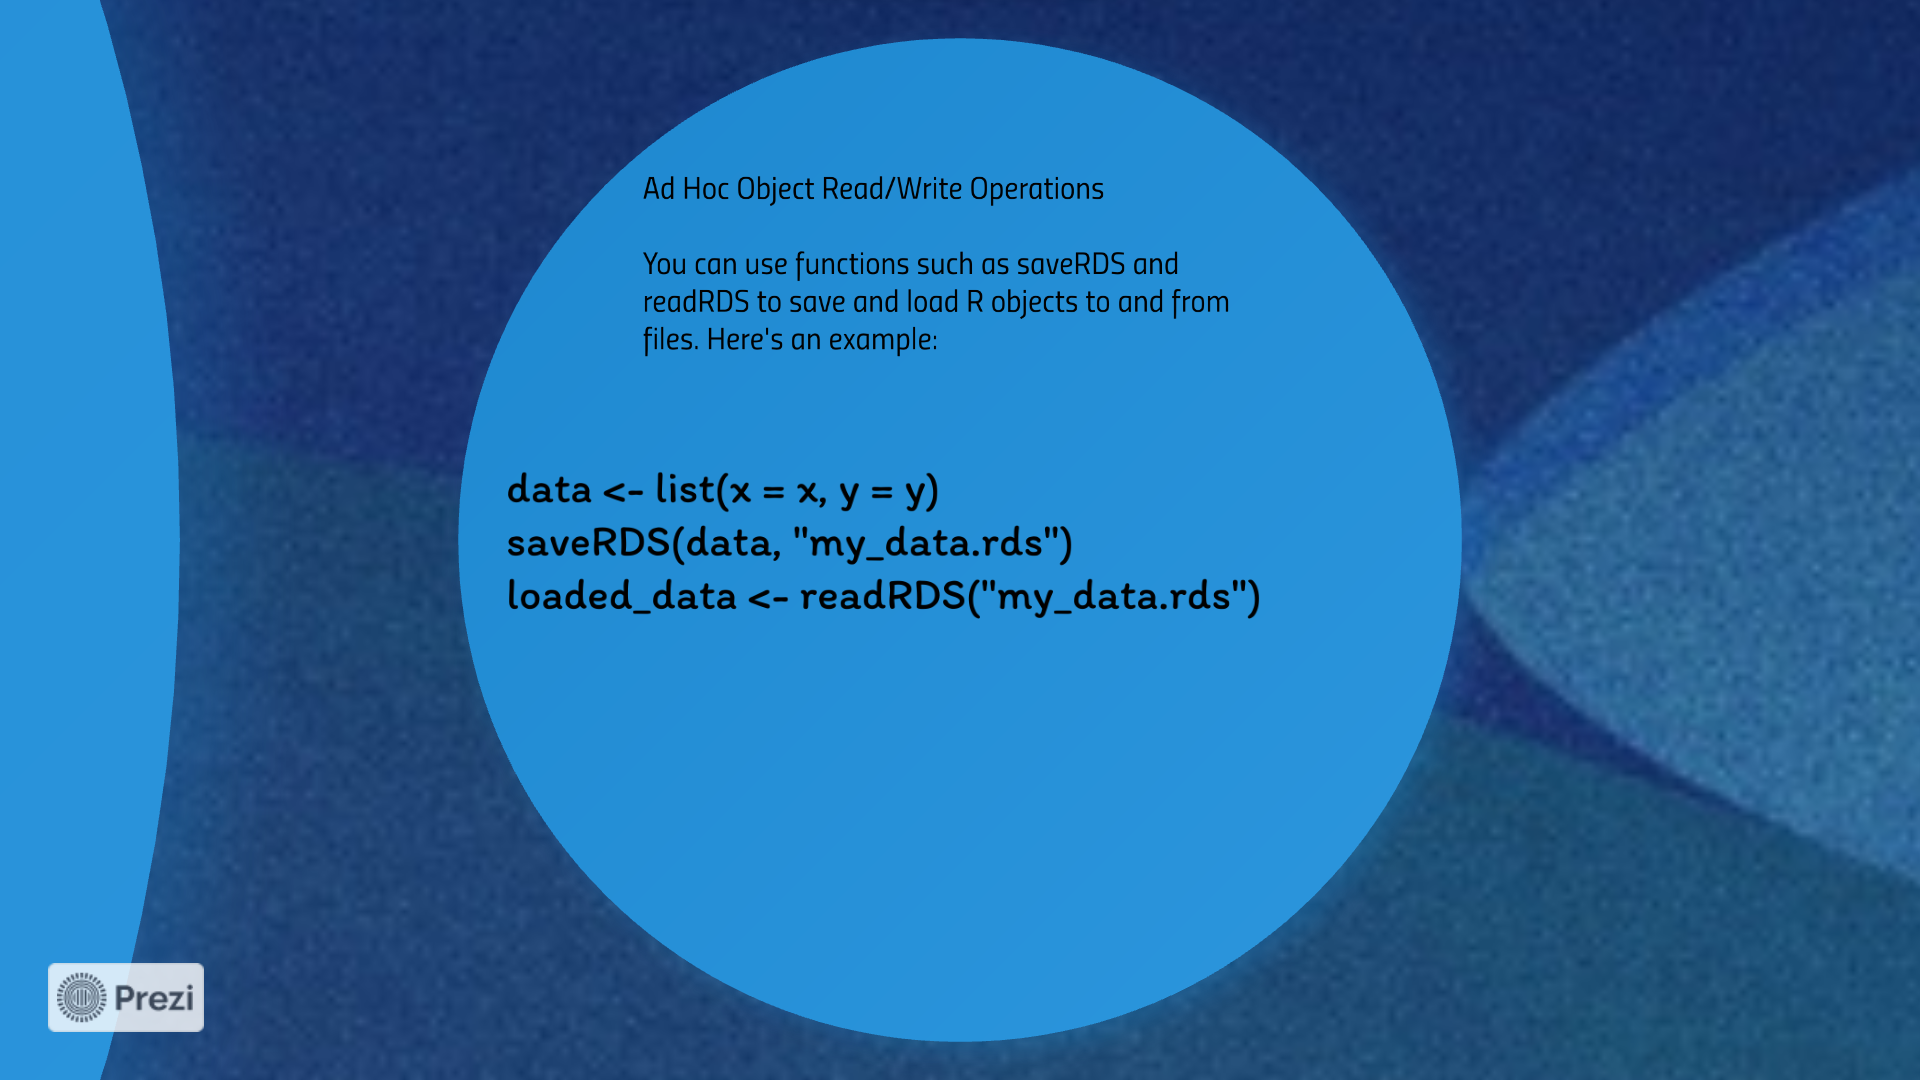 Ad Hoc Object Read/Write Operations
You can use functions such as saveRDS and
readRDS to save and load R objects to and from
files. Here's an example:
data <- list(x = x, y = y)
saveRDS(data, "my_data.rds")
loaded_data <- readRDS("my_data.rds")
Prezi